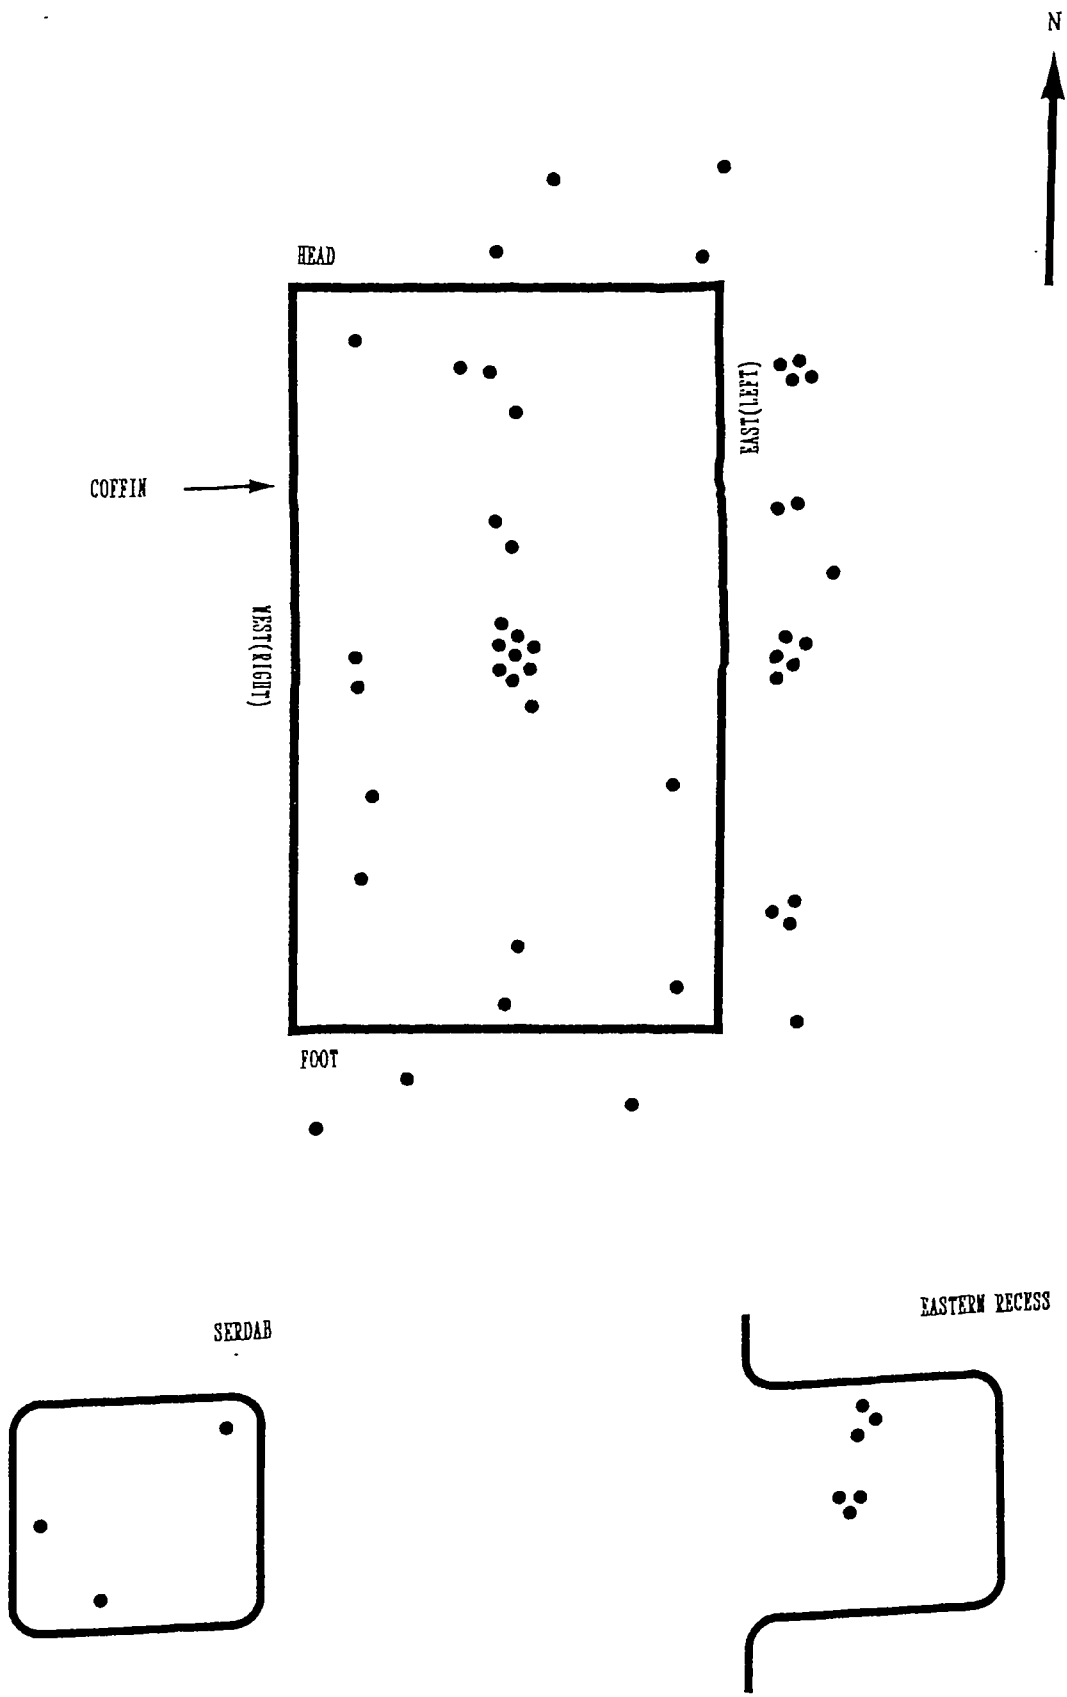 N
HEAD
EAST(LEFT)
COFFIN
WEST(RIGHT)
FOOT
EASTERN RECESS
SERDAB